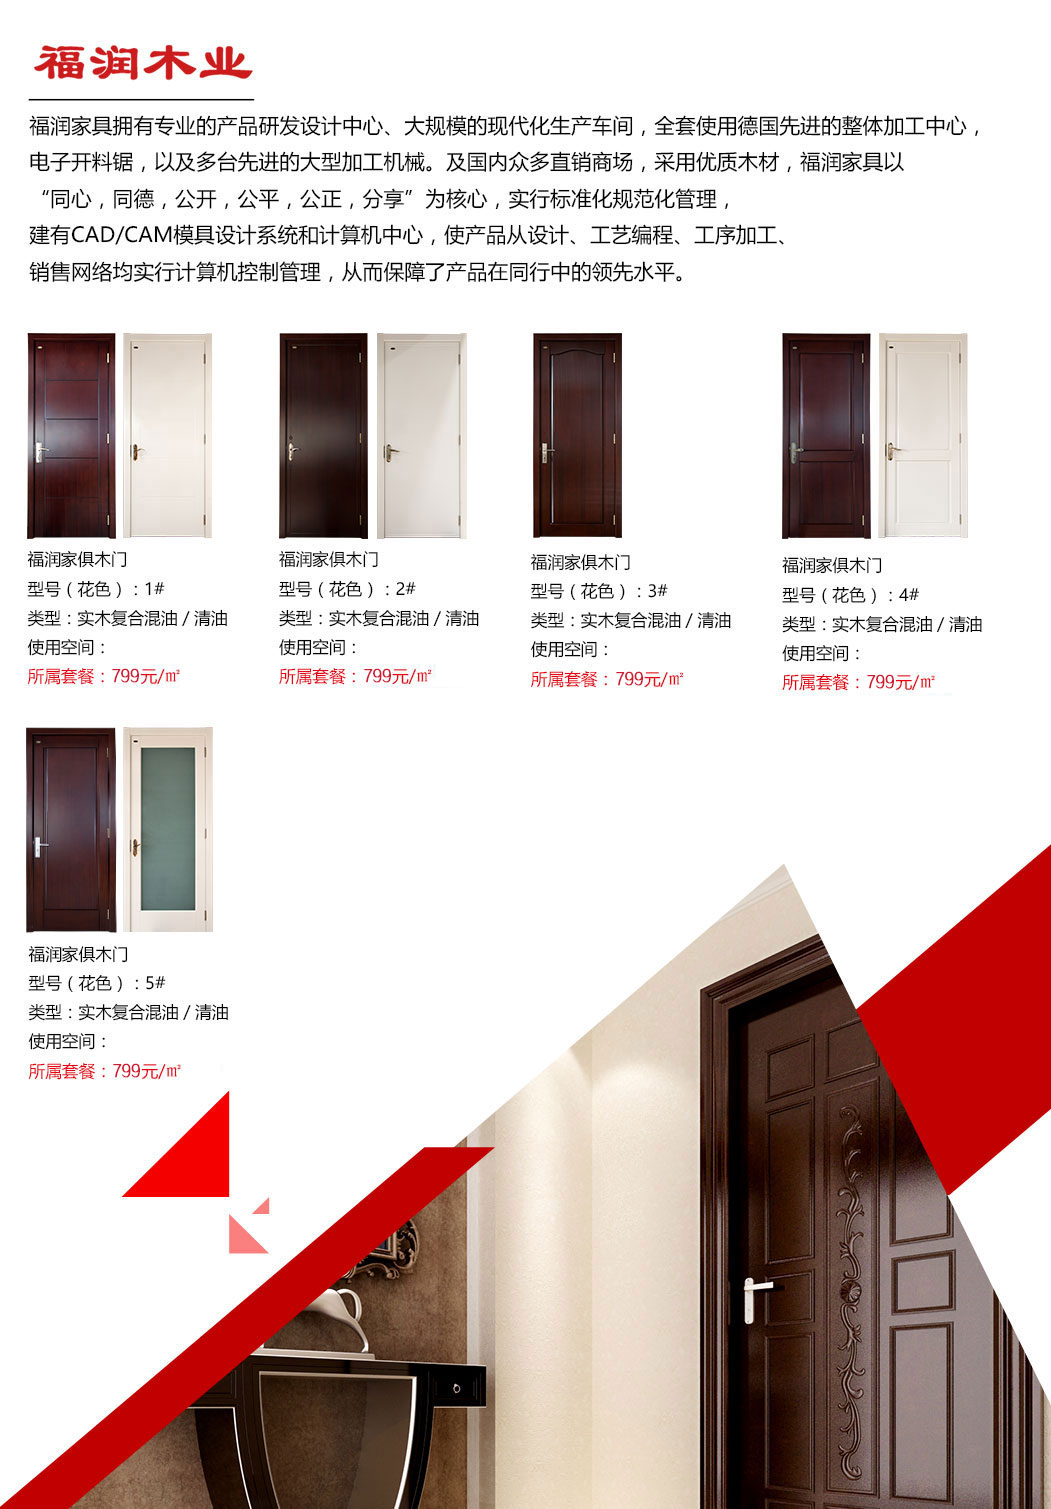 福润木业
福润家具拥有专业的产品研发设计中心、大规模的现代化生产车间，全套使用德国先进的整体加工中心，
电子开料锯，以及多台先进的大型加工机械。及国内众多直销商场，采用优质木材，福润家具以
“同心，同德，公开，公平，公正，分享”为核心，实行标准化规范化管理，
建有CAD/CAM模具设计系统和计算机中心，使产品从设计、工艺编程、工序加工、
销售网络均实行计算机控制管理，从而保障了产品在同行中的领先水平。
福润家俱木门
型号（花色）：1#
类型：实木复合混油 / 清油
使用空间：
所属套餐：799元/㎡
福润家俱木门
型号（花色）：2#
类型：实木复合混油 / 清油
使用空间：
所属套餐：799元/㎡
福润家俱木门
型号（花色）：3#
类型：实木复合混油 / 清油
使用空间：
所属套餐：799元/㎡
福润家俱木门
型号（花色）：4#
类型：实木复合混油 / 清油
使用空间：
所属套餐：799元/㎡
福润家俱木门
型号（花色）：5#
类型：实木复合混油 / 清油
使用空间：
所属套餐：799元/㎡